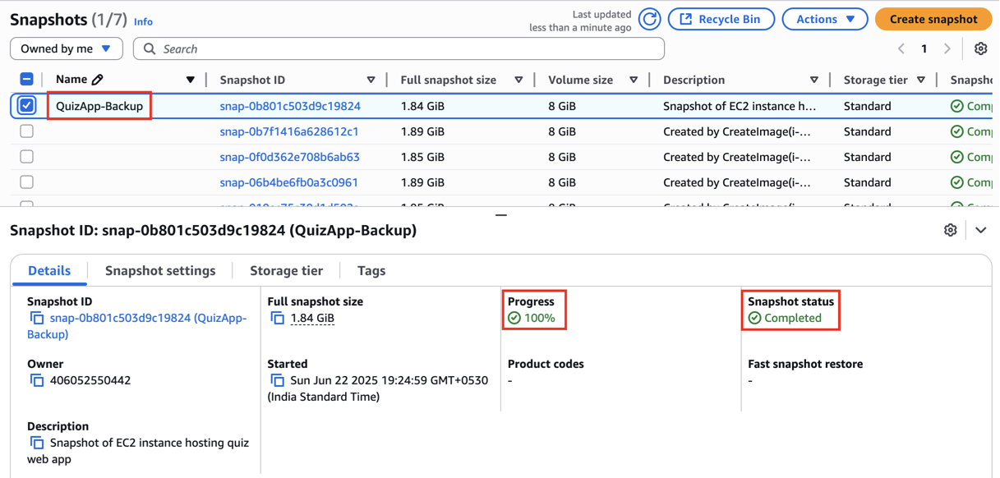 Snapshots (1/7) Info
Last updated
less than a minute ago
Recycle Bin
Actions
Create snapshot
Owned by me
Search
1
Name Snapshot ID Full snapshot size Volume size Description Storage tier Snapsh
QuizApp-Backup snap-0b801c503d9c19824 1.84 GiB 8 GiB Snapshot of EC2 instance h... Standard Comp
snap-0b7f1416a628612c1 1.89 GiB 8 GiB Created by CreateImage(i-... Standard Comp
snap-0f0d362e708b6ab63 1.85 GiB 8 GiB Created by CreateImage(i-... Standard Comp
snap-06b4be6fb0a3c0961 1.89 GiB 8 GiB Created by CreateImage(i-... Standard Comp
Snapshot ID: snap-0b801c503d9c19824 (QuizApp-Backup)
Details Snapshot settings Storage tier Tags
Snapshot ID
snap-0b801c503d9c19824 (QuizApp-
Backup)
Full snapshot size
1.84 GiB
Progress
100%
Snapshot status
Completed
Owner
406052550442
Started
Sun Jun 22 2025 19:24:59 GMT+0530
(India Standard Time)
Product codes
-
Fast snapshot restore
-
Description
Snapshot of EC2 instance hosting quiz
web app